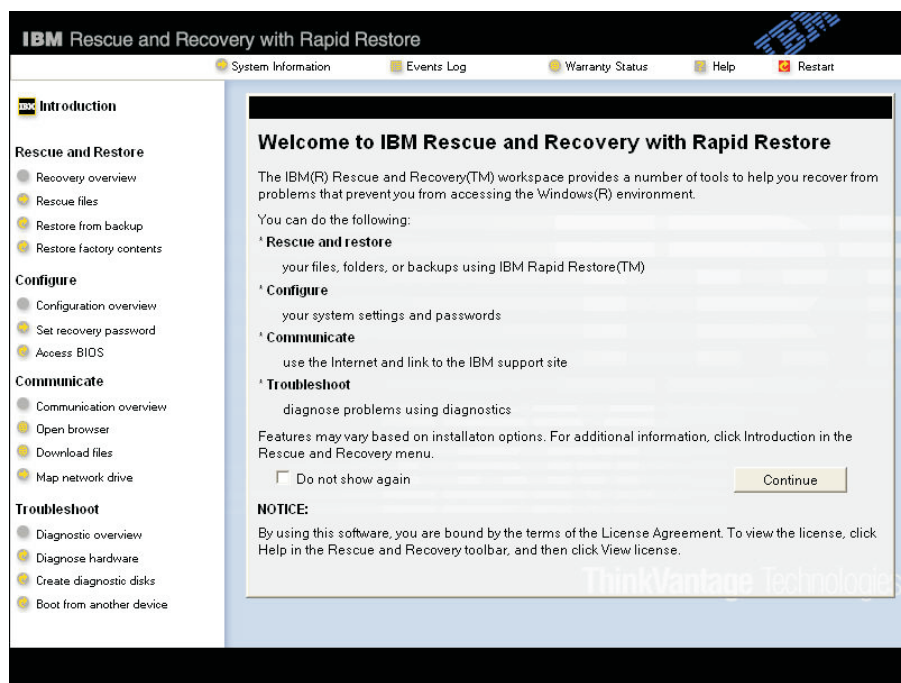 IBM Rescue and Recovery with Rapid Restore
IBM
System Information
Events Log
Warranty Status
Help
Restart
Introduction
Rescue and Restore
Recovery overview
Rescue files
Restore from backup
Restore factory contents
Configure
Configuration overview
Set recovery password
Access BIOS
Communicate
Communication overview
Open browser
Download files
Map network drive
Troubleshoot
Diagnostic overview
Diagnose hardware
Create diagnostic disks
Boot from another device
Welcome to IBM Rescue and Recovery with Rapid Restore
The IBM(R) Rescue and Recovery(TM) workspace provides a number of tools to help you recover from
problems that prevent you from accessing the Windows(R) environment.
You can do the following:
* Rescue and restore
your files, folders, or backups using IBM Rapid Restore(TM)
* Configure
your system settings and passwords
* Communicate
use the Internet and link to the IBM support site
* Troubleshoot
diagnose problems using diagnostics
Features may vary based on installaton options. For additional information, click Introduction in the
Rescue and Recovery menu.
Do not show again
Continue
NOTICE:
By using this software, you are bound by the terms of the License Agreement. To view the license, click
Help in the Rescue and Recovery toolbar, and then click View license.
ThinkVantage Technologies